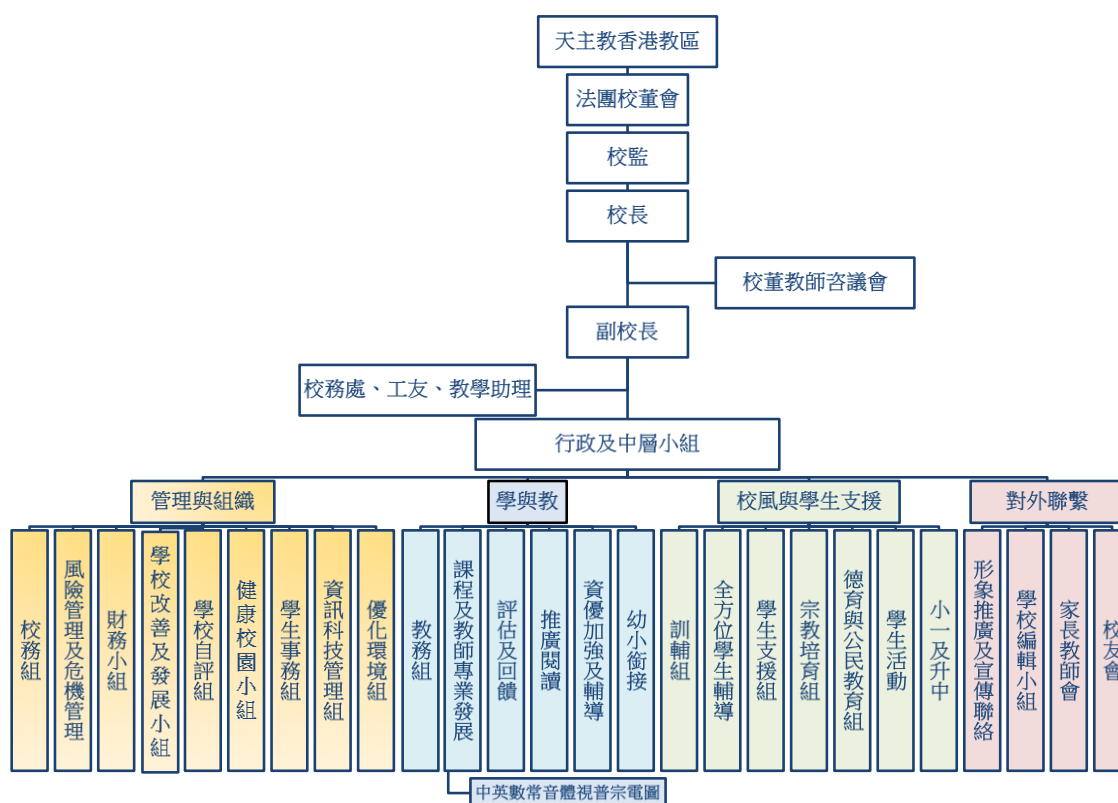 天主教香港教區
法團校董會
校監
校長
校董教師咨議會
副校長
校務處、工友、教學助理
行政及中層小組
管理與組織
學與教
校風與學生支援
對外聯繫
校務組
風險管理及危機管理
財務小組
學校改善及發展小組
學校自評組
健康校園小組
學生事務組
資訊科技管理組
優化環境組
教務組
課程及教師專業發展
評估及回饋
推廣閱讀
資優加強及輔導
幼小銜接
訓輔組
全方位學生輔導
學生支援組
宗教培育組
德育與公民教育組
學生活動
小一及升中
形象推廣及宣傳聯絡
學校編輯小組
家長教師會
校友會
中英數常音體視普宗電圖